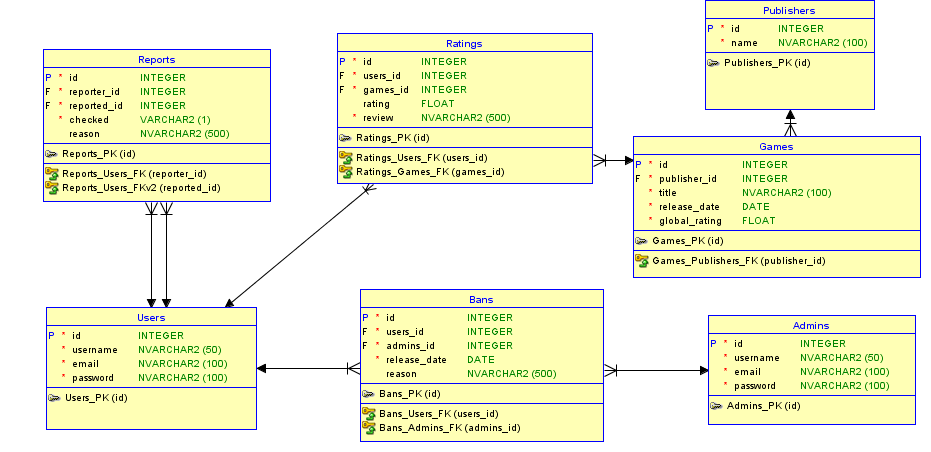 Publishers
P * id INTEGER
* name NVARCHAR2 (100)
Publishers_PK (id)
Reports
P * id INTEGER
F * reporter_id INTEGER
F * reported_id INTEGER
* checked VARCHAR2 (1)
reason NVARCHAR2 (500)
Reports_PK (id)
Reports_Users_FK (reporter_id)
Reports_Users_FKv2 (reported_id)
Ratings
P * id INTEGER
F * users_id INTEGER
F * games_id INTEGER
rating FLOAT
* review NVARCHAR2 (500)
Ratings_PK (id)
Ratings_Users_FK (users_id)
Ratings_Games_FK (games_id)
Games
P * id INTEGER
F * publisher_id INTEGER
* title NVARCHAR2 (100)
* release_date DATE
* global_rating FLOAT
Games_PK (id)
Games_Publishers_FK (publisher_id)
Users
P * id INTEGER
* username NVARCHAR2 (50)
* email NVARCHAR2 (100)
* password NVARCHAR2 (100)
Users_PK (id)
Bans
P * id INTEGER
F * users_id INTEGER
F * admins_id INTEGER
* release_date DATE
reason NVARCHAR2 (500)
Bans_PK (id)
Bans_Users_FK (users_id)
Bans_Admins_FK (admins_id)
Admins
P * id INTEGER
* username NVARCHAR2 (50)
* email NVARCHAR2 (100)
* password NVARCHAR2 (100)
Admins_PK (id)